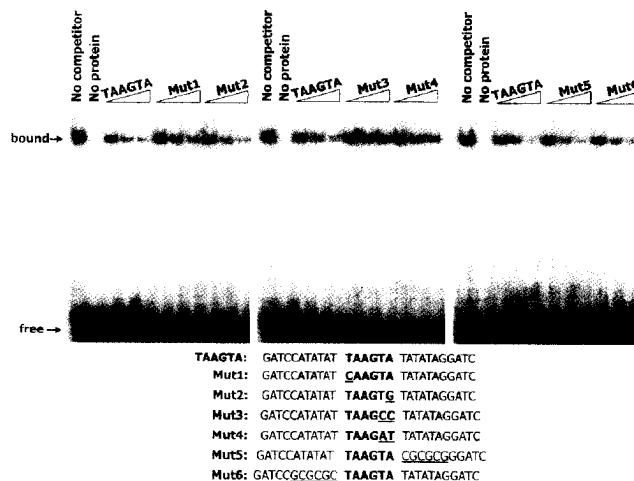 No competitor
No protein
TAAGTA
Mut1
Mut2
No competitor
No protein
TAAGTA
Mut3
Mut4
No competitor
No protein
TAAGTA
Mut5
Mut6
bound→
free→
TAAGTA: GATCCATATAT TAAGTA TATATAGGATC
Mut1: GATCCATATAT CAAGTA TATATAGGATC
Mut2: GATCCATATAT TAAGTG TATATAGGATC
Mut3: GATCCATATAT TAAGCC TATATAGGATC
Mut4: GATCCATATAT TAAGAT TATATAGGATC
Mut5: GATCCATATAT TAAGTA CGCGCGGGATC
Mut6: GATCCGCGCGC TAAGTA TATATAGGATC